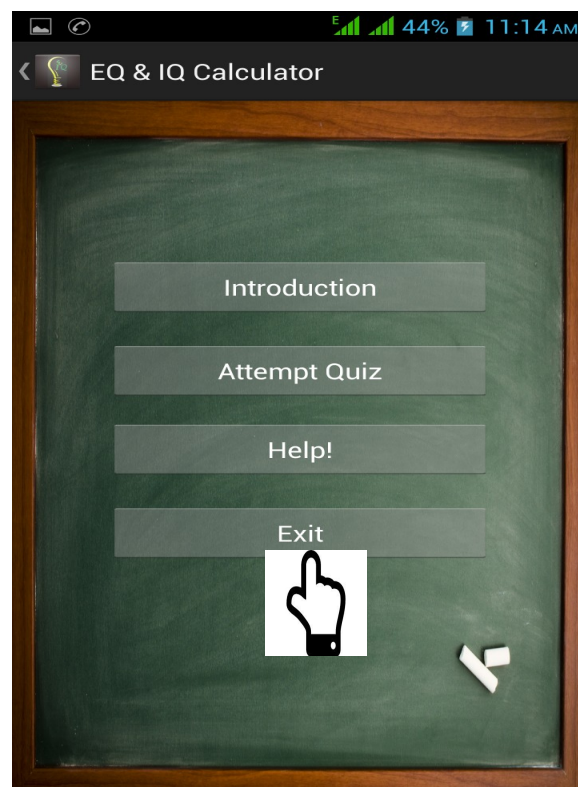 E 44% 11:14 AM
EQ & IQ Calculator
Introduction
Attempt Quiz
Help!
Exit